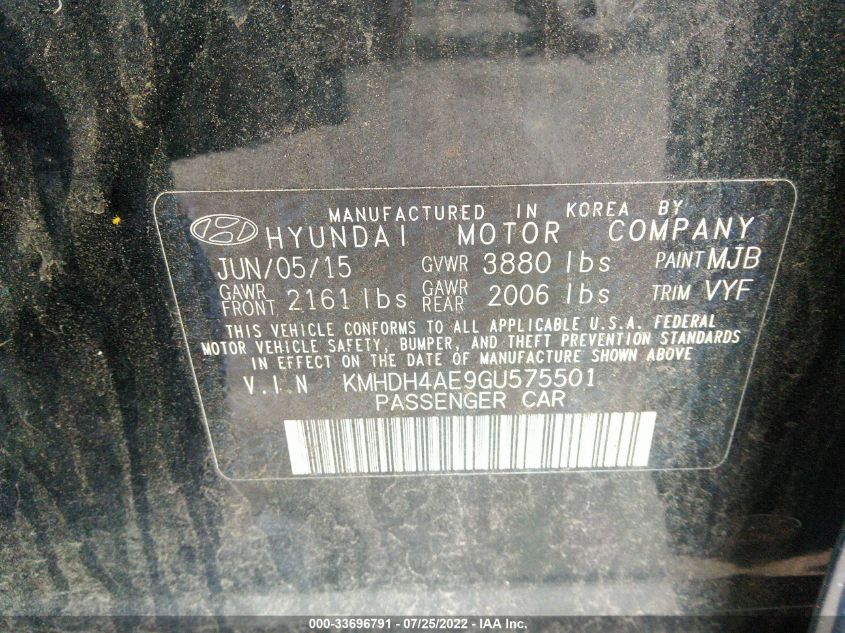 MANUFACTURED IN KOREA BY
HYUNDAI MOTOR COMPANY
JUN/05/15 GVWR 3880 lbs PAINT MJB
GAWR FRONT 2161 lbs GAWR REAR 2006 lbs TRIM VYF
THIS VEHICLE CONFORMS TO ALL APPLICABLE U.S.A. FEDERAL
MOTOR VEHICLE SAFETY, BUMPER, AND THEFT PREVENTION STANDARDS
IN EFFECT ON THE DATE OF MANUFACTURE SHOWN ABOVE
V.I.N KMHDH4AE9GU575501
PASSENGER CAR
000-33696791 - 07/25/2022 - IAA Inc.